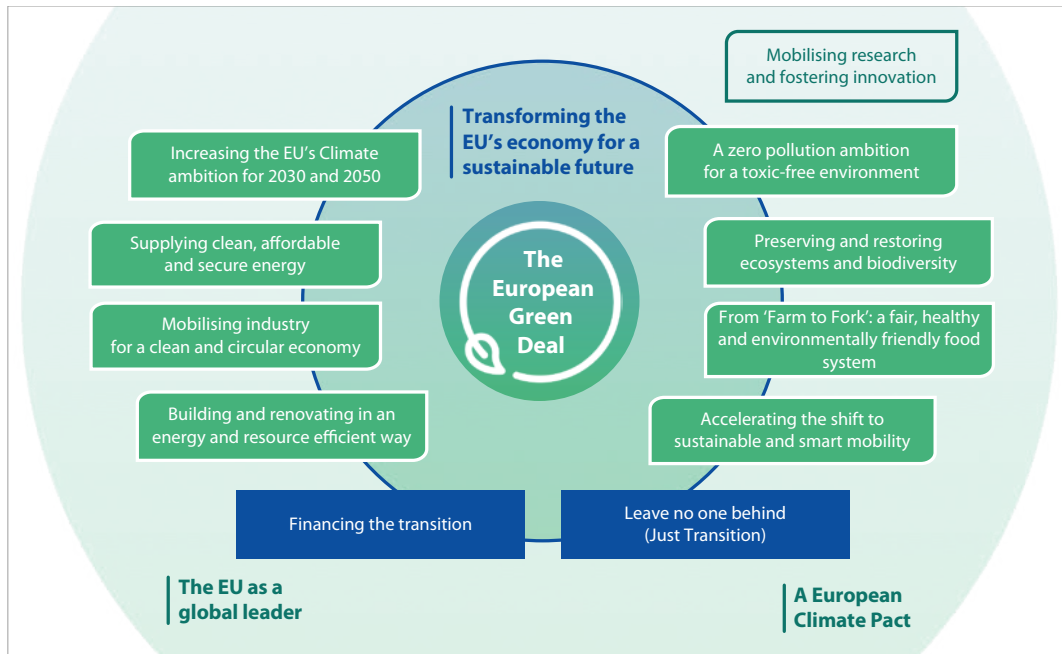 Mobilising research
and fostering innovation
Transforming the
EU’s economy for a
sustainable future
Increasing the EU’s Climate
ambition for 2030 and 2050
A zero pollution ambition
for a toxic-free environment
Supplying clean, affordable
and secure energy
Preserving and restoring
ecosystems and biodiversity
The
European
Green
Deal
Mobilising industry
for a clean and circular economy
From ‘Farm to Fork’: a fair, healthy
and environmentally friendly food
system
Building and renovating in an
energy and resource efficient way
Accelerating the shift to
sustainable and smart mobility
Financing the transition
Leave no one behind
(Just Transition)
The EU as a
global leader
A European
Climate Pact